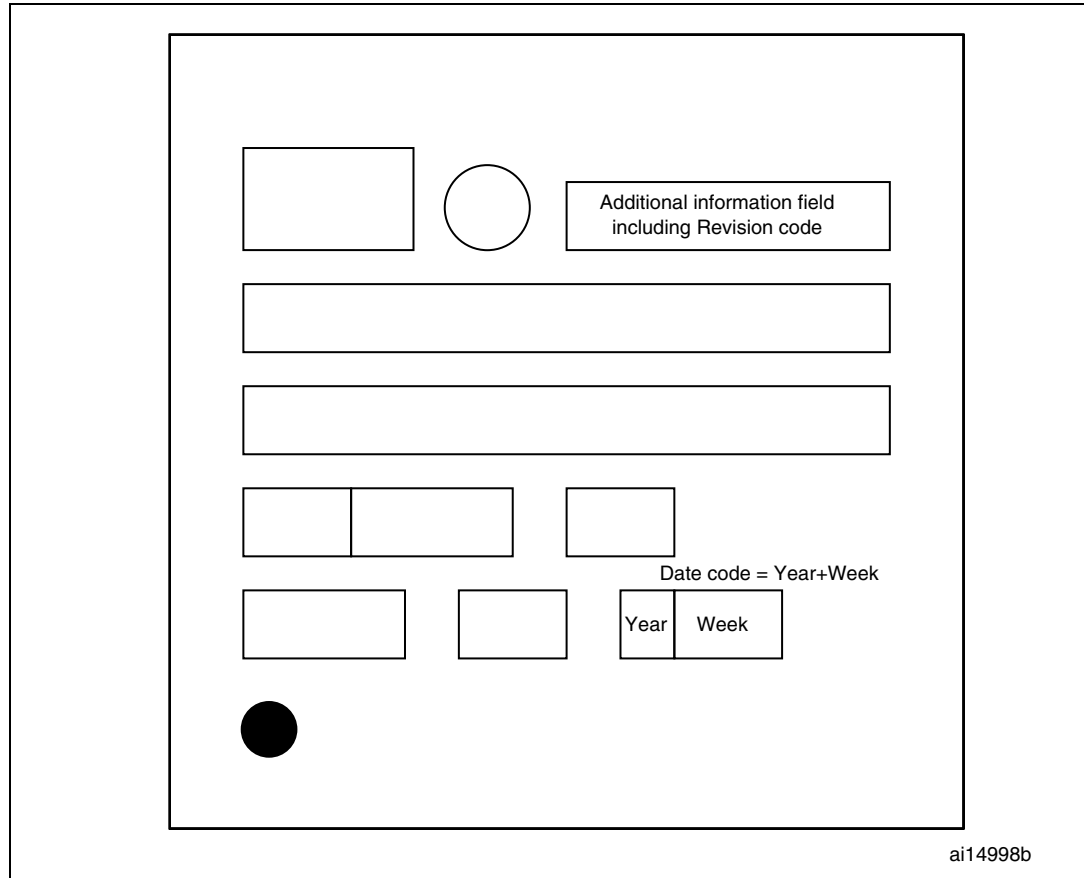 Additional information field
including Revision code
Date code = Year+Week
Year Week
ai14998b